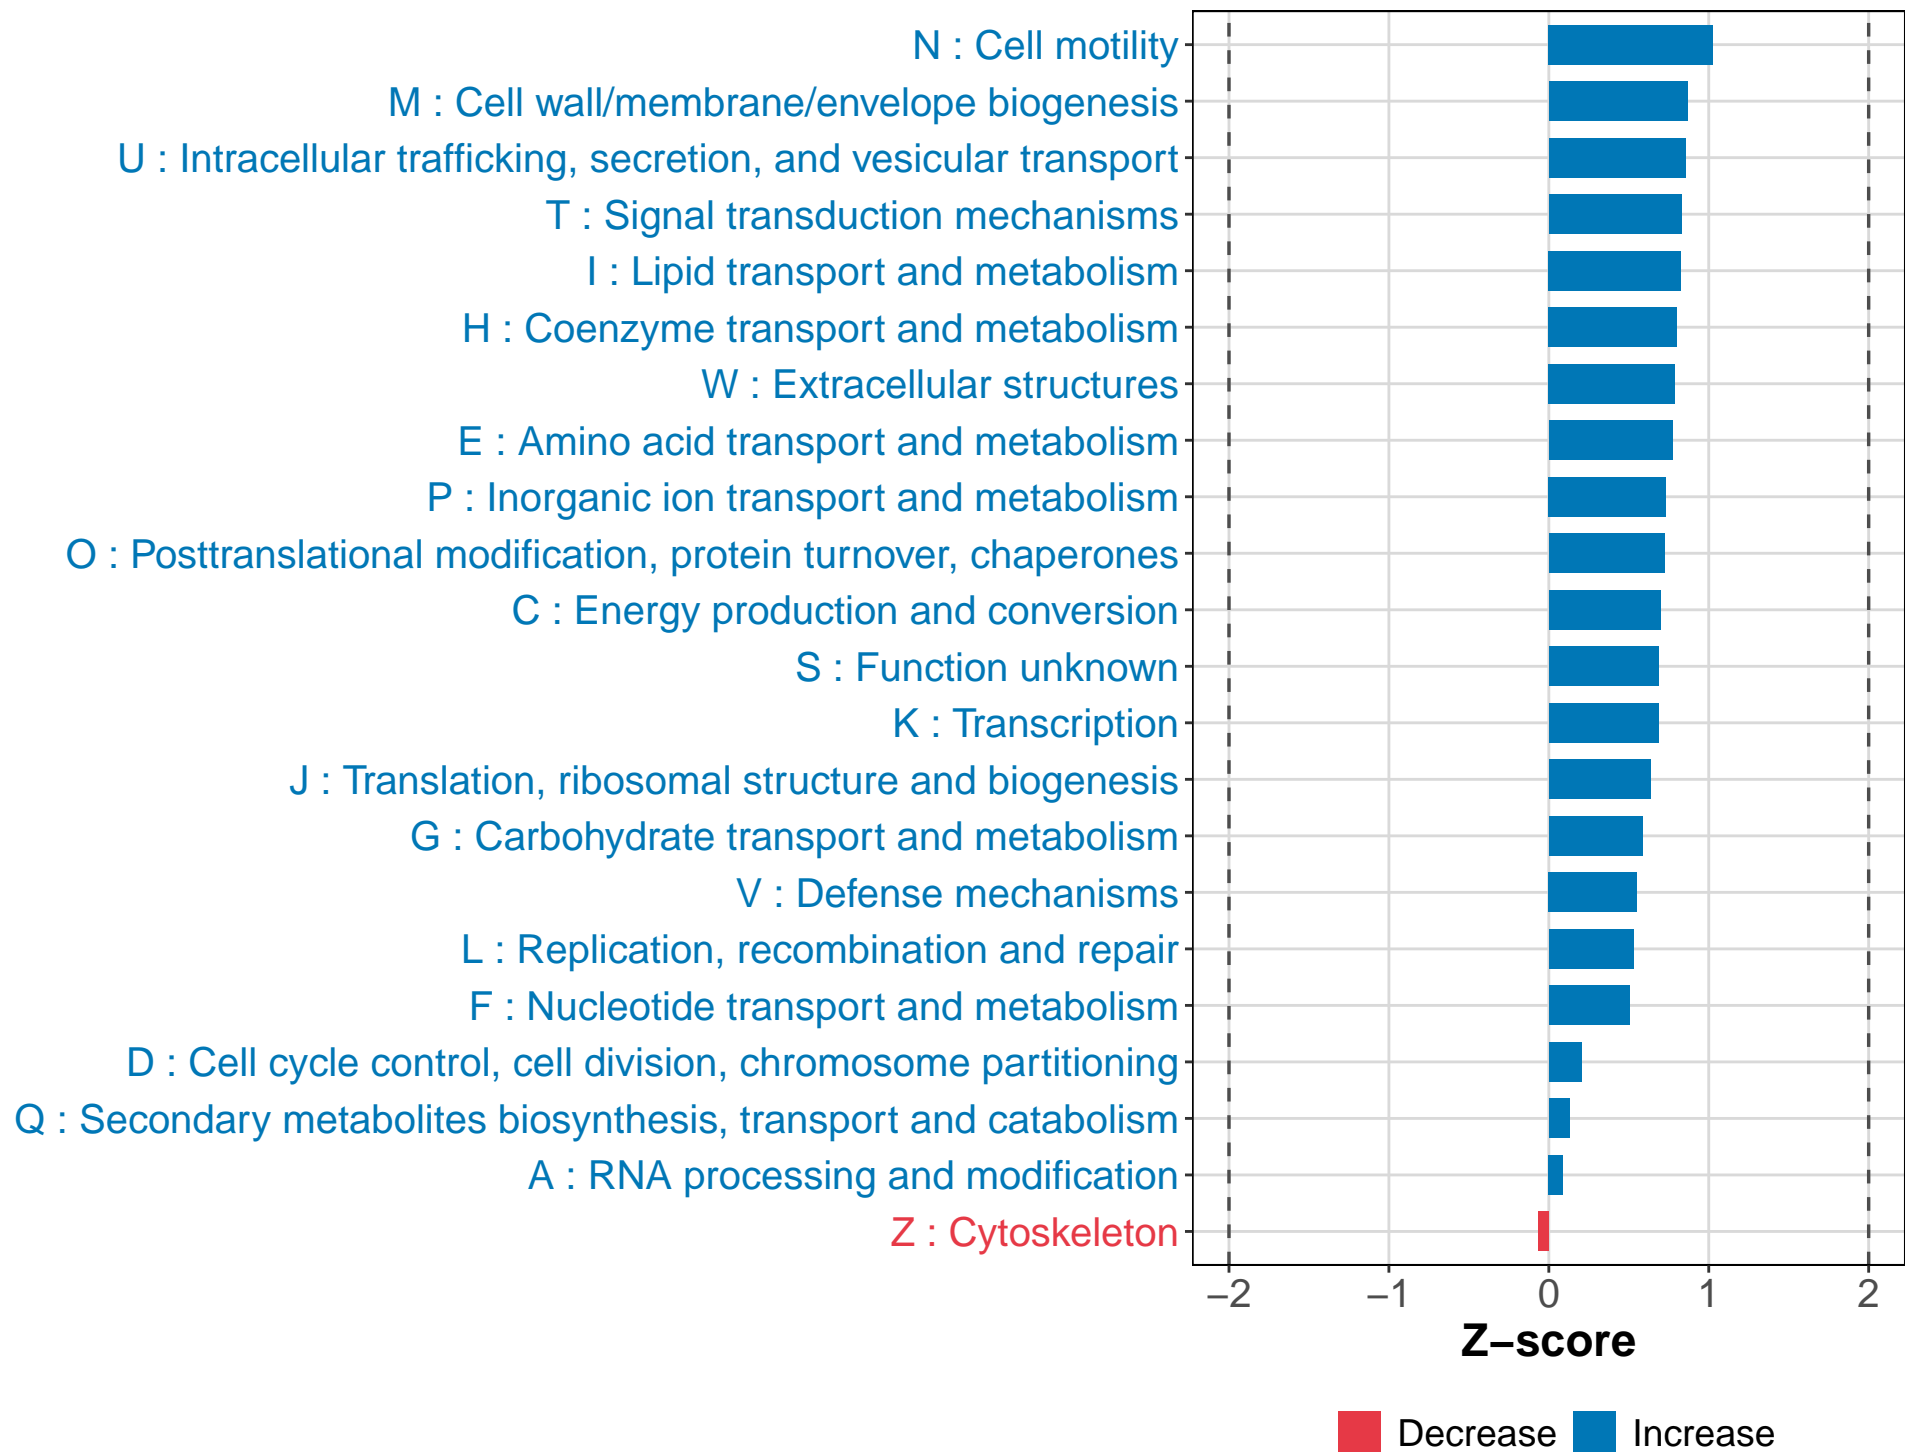 N : Cell motility
M : Cell wall/membrane/envelope biogenesis
U : Intracellular trafficking, secretion, and vesicular transport
T : Signal transduction mechanisms
I : Lipid transport and metabolism
H : Coenzyme transport and metabolism
W : Extracellular structures
E : Amino acid transport and metabolism
P : Inorganic ion transport and metabolism
O : Posttranslational modification, protein turnover, chaperones
C : Energy production and conversion
S : Function unknown
K : Transcription
J : Translation, ribosomal structure and biogenesis
G : Carbohydrate transport and metabolism
V : Defense mechanisms
L : Replication, recombination and repair
F : Nucleotide transport and metabolism
D : Cell cycle control, cell division, chromosome partitioning
Q : Secondary metabolites biosynthesis, transport and catabolism
A : RNA processing and modification
Z : Cytoskeleton
−2 −1 0 1 2
Z−score
Decrease Increase